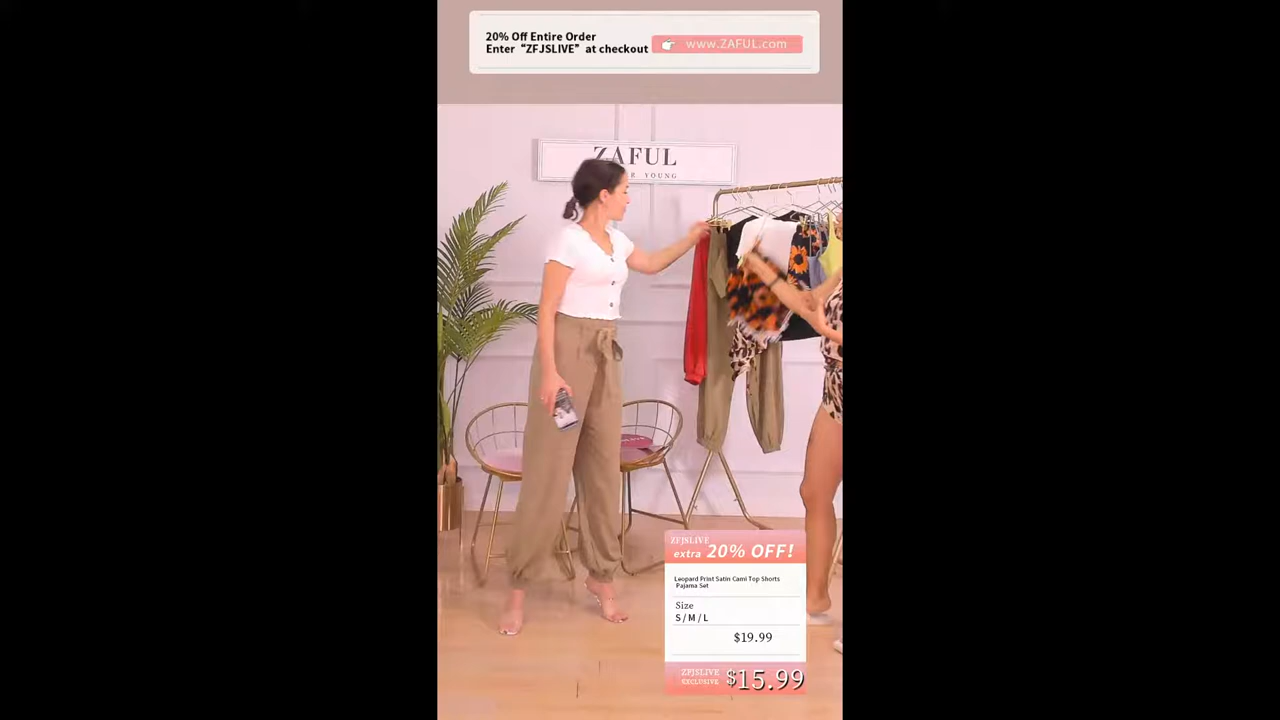 20% Off Entire Order
Enter “ZFJSLIVE” at checkout
www.ZAFUL.com
ZAFUL
R YOUNG
ZFJSLIVE
extra 20% OFF!
Leopard Print Satin Cami Top Shorts
Pajama Set
Size
S / M / L
$19.99
ZFJSLIVE
EXCLUSIVE
$15.99